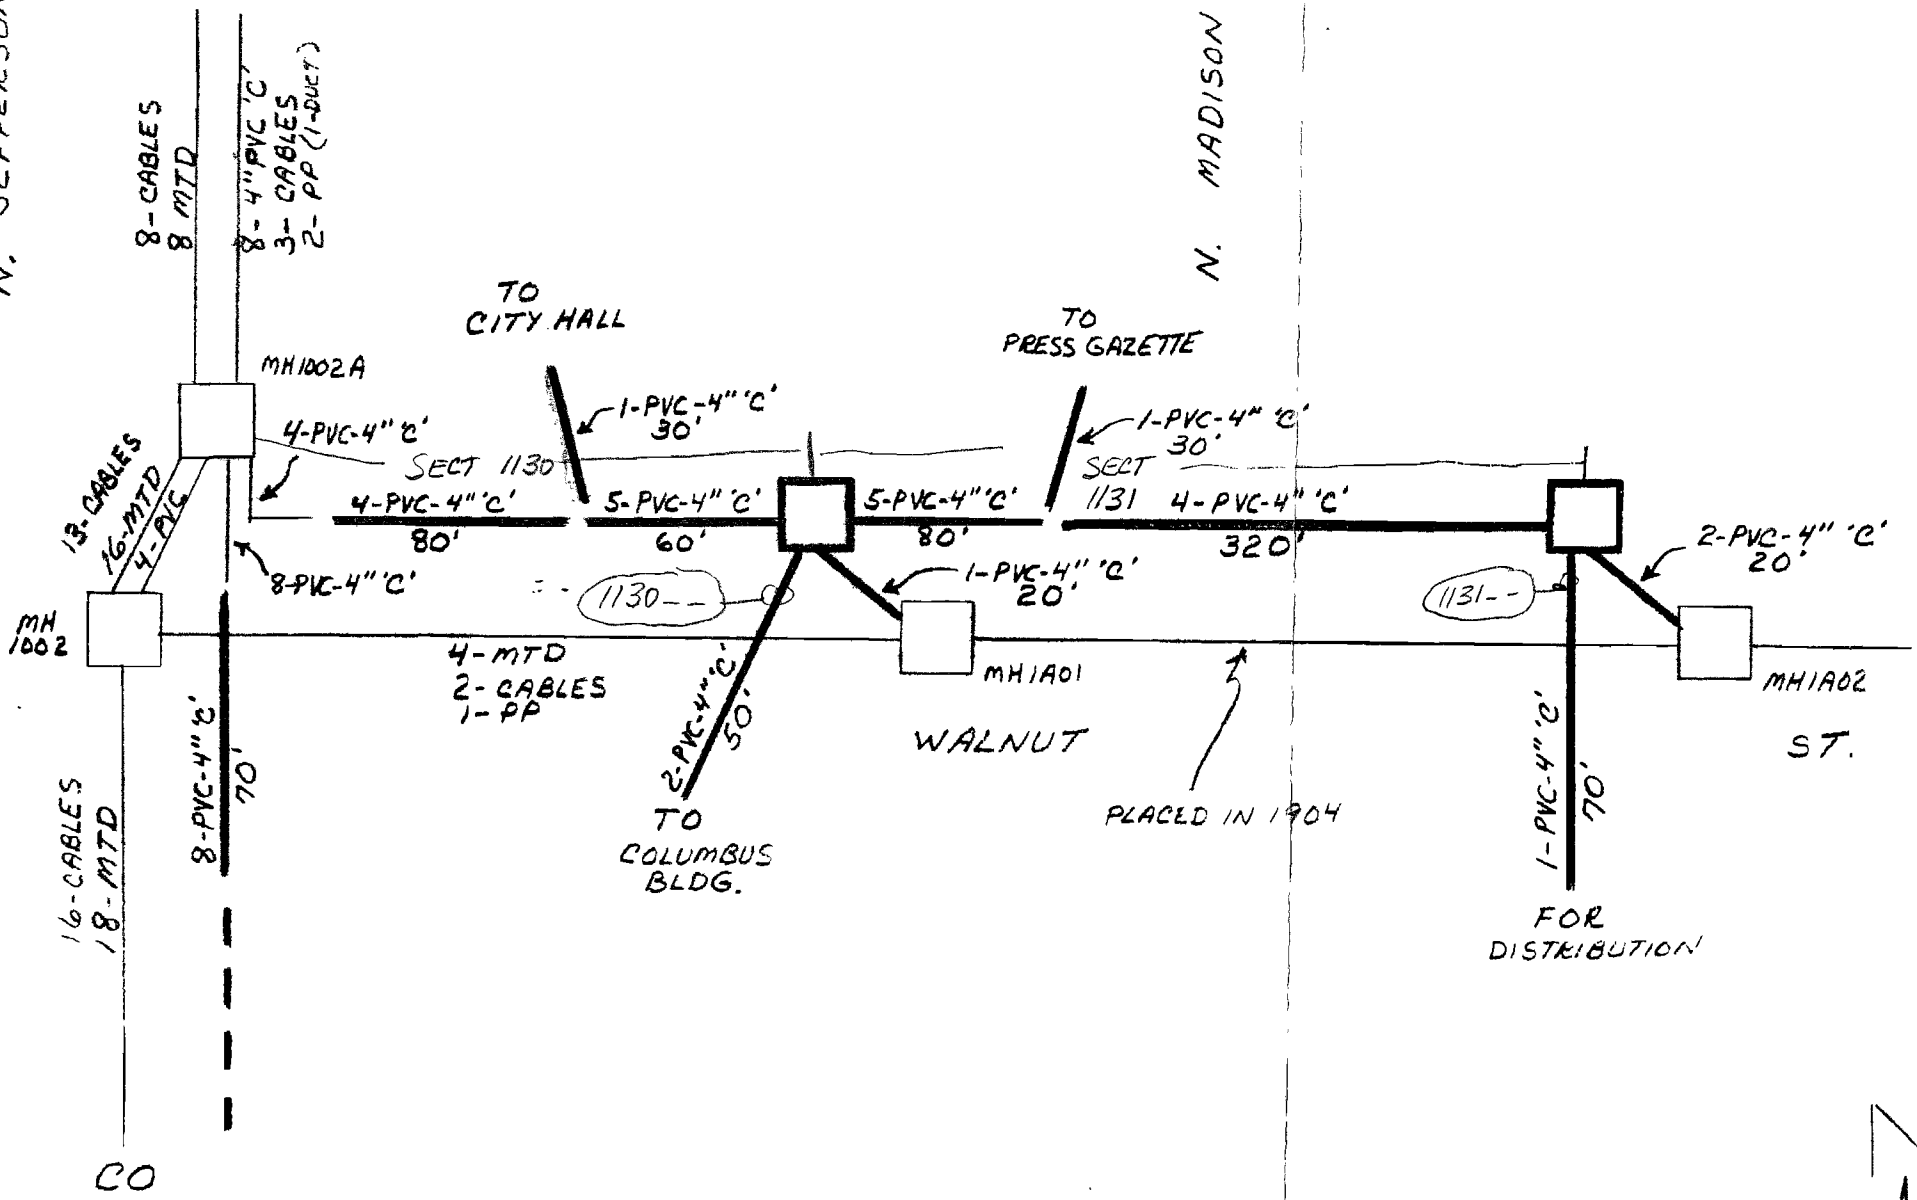 8-CABLES
8 MTD
8-4"PVC 'C'
3-CABLES
2-PP (1-DUCT)
N. MADISON
TO
CITY HALL
TO
PRESS GAZETTE
MH1002A
4-PVC-4" 'C'
1-PVC-4" 'C'
30'
1-PVC-4" 'C'
30'
SECT 1130
SECT
1131
4-PVC-4" 'C'
80'
5-PVC-4" 'C'
60'
5-PVC-4" 'C'
80'
4-PVC-4" 'C'
320'
13-CABLES
16-MTD
4-PVC
8-PVC-4" 'C'
1130--
1-PVC-4" 'C'
20'
1131--
2-PVC-4" 'C'
20'
MH
1002
4-MTD
2-CABLES
1-PP
MH1A01
MH1A02
8-PVC-4" 'C'
70'
2-PVC-4" 'C'
50'
WALNUT ST.
1-PVC-4" 'C'
70'
PLACED IN 1904
TO
COLUMBUS
BLDG.
16-CABLES
18-MTD
FOR
DISTRIBUTION
CO